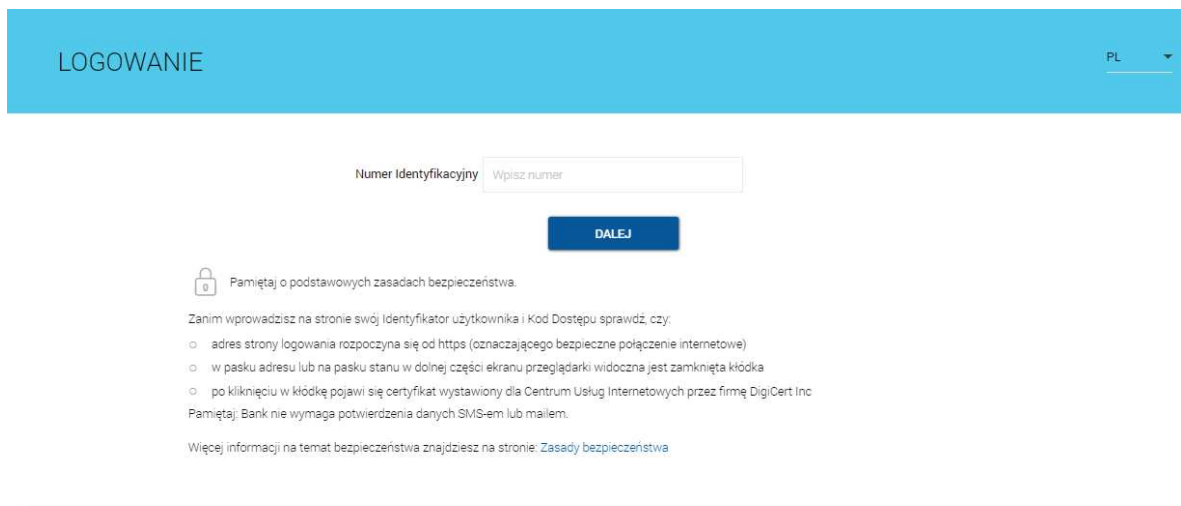 LOGOWANIE
PL
Numer Identyfikacyjny
Wpisz numer
DALEJ
Pamiętaj o podstawowych zasadach bezpieczeństwa.
Zanim wprowadzisz na stronie swój Identyfikator użytkownika i Kod Dostępu sprawdź, czy:
adres strony logowania rozpoczyna się od https (oznaczającego bezpieczne połączenie internetowe)
w pasku adresu lub na pasku stanu w dolnej części ekranu przeglądarki widoczna jest zamknięta kłódka
po kliknięciu w kłódkę pojawi się certyfikat wystawiony dla Centrum Usług Internetowych przez firmę DigiCert Inc
Pamiętaj: Bank nie wymaga potwierdzenia danych SMS-em lub mailem.
Więcej informacji na temat bezpieczeństwa znajdziesz na stronie: Zasady bezpieczeństwa